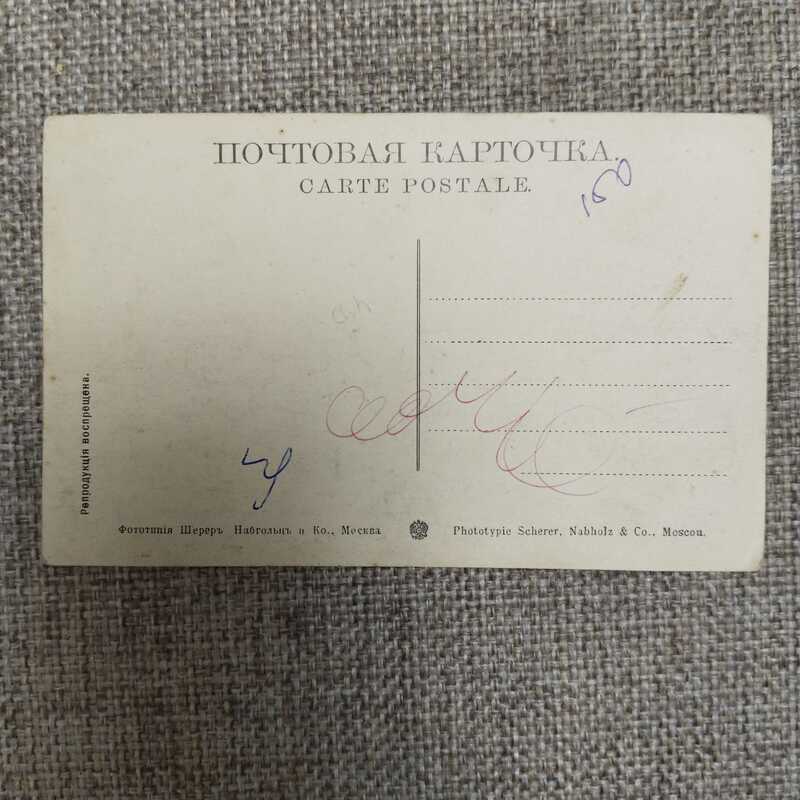 ПОЧТОВАЯ КАРТОЧКА.
CARTE POSTALE.
150
Репродукція воспрещена.
Фототипія Шереръ Набгольцъ и Ко., Москва
Phototypie Scherer, Nabholz & Co., Moscou.